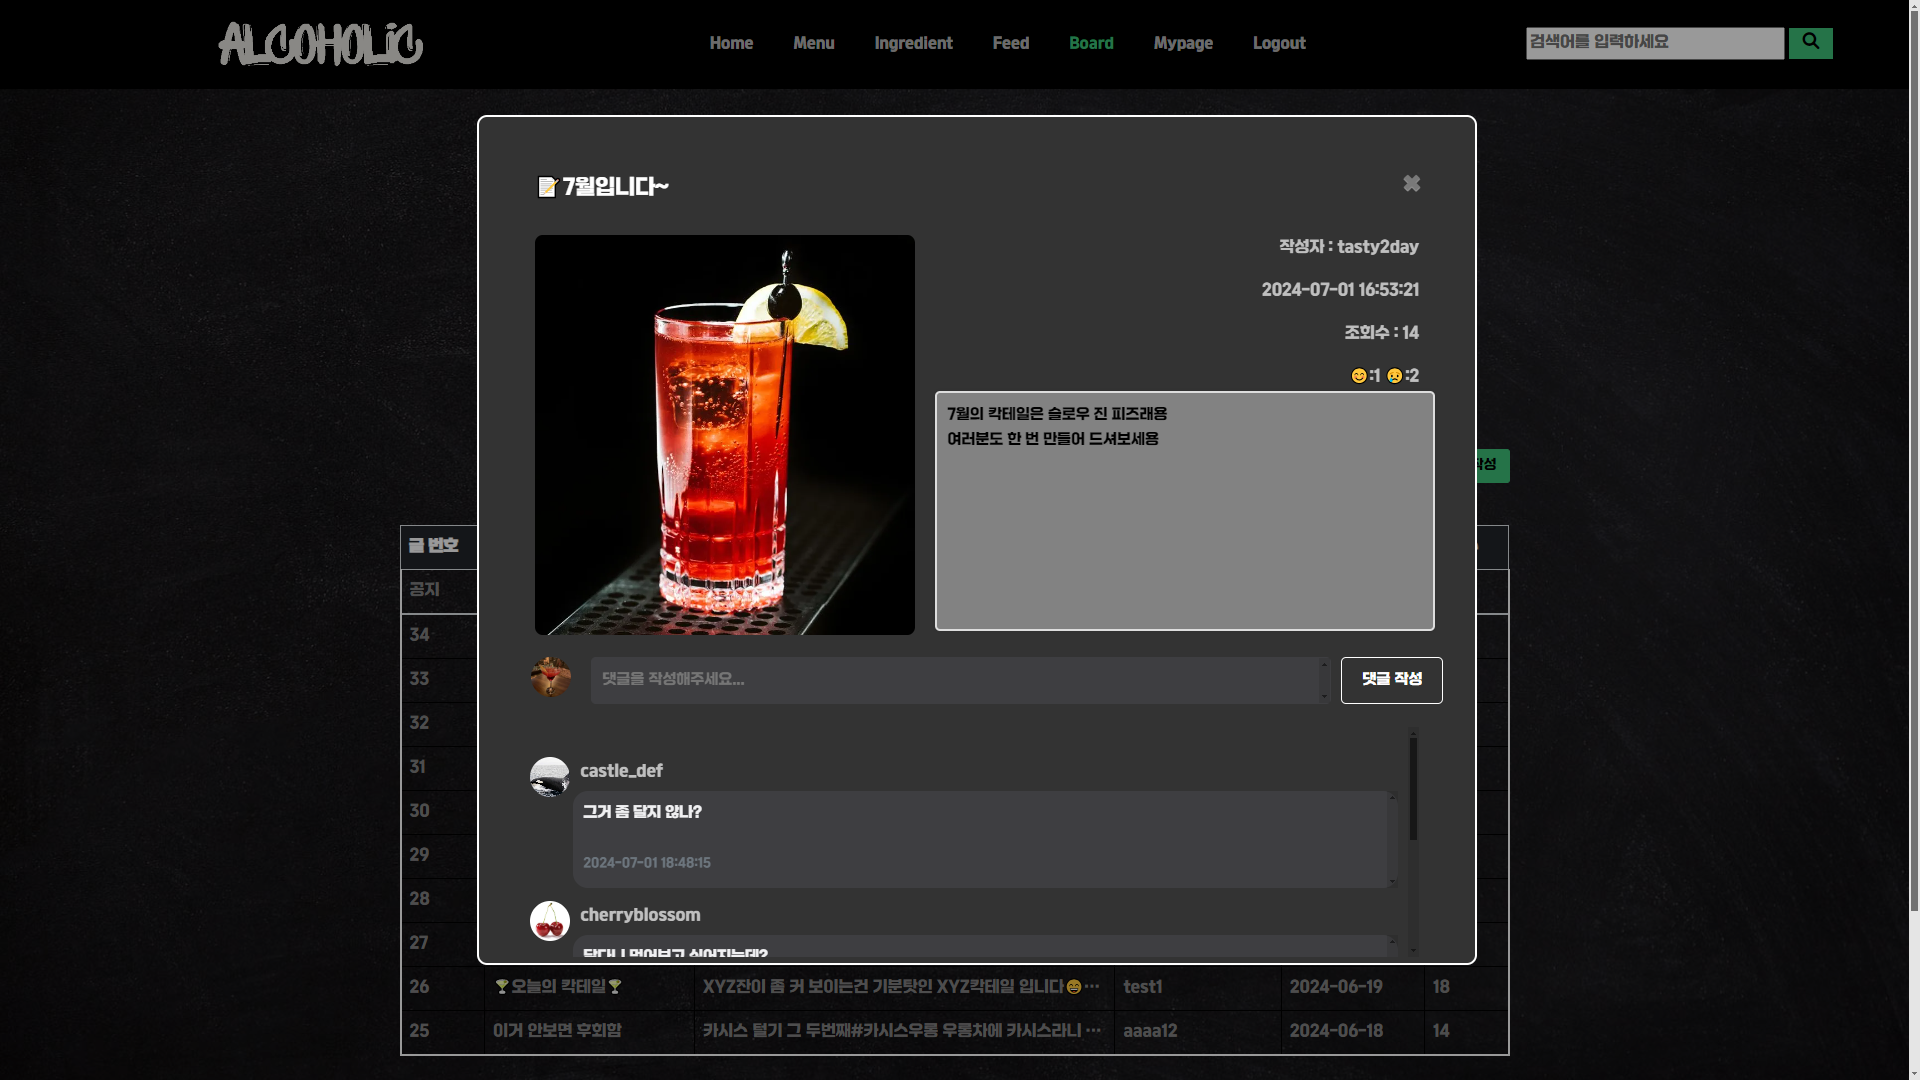 ALCOHOLiC
Home
Menu
Ingredient
Feed
Board
Mypage
Logout
검색어를 입력하세요
📝7월입니다~
✖
작성자 : tasty2day
2024-07-01 16:53:21
조회수 : 14
😊:1 😥:2
7월의 칵테일은 슬로우 진 피즈래용
여러분도 한 번 만들어 드셔보세용
작성
글 번호
공지
34
33
32
31
30
29
28
27
댓글을 작성해주세요...
댓글 작성
castle_def
그거 좀 달지 않나?
2024-07-01 18:48:15
cherryblossom
26 🏆오늘의 칵테일🏆 XYZ잔이 좀 커 보이는건 기분탓인 XYZ칵테일 입니다😄… test1 2024-06-19 18
25 이거 안보면 후회함 카시스 털기 그 두번째#카시스우롱 우롱차에 카시스라니 … aaaa12 2024-06-18 14